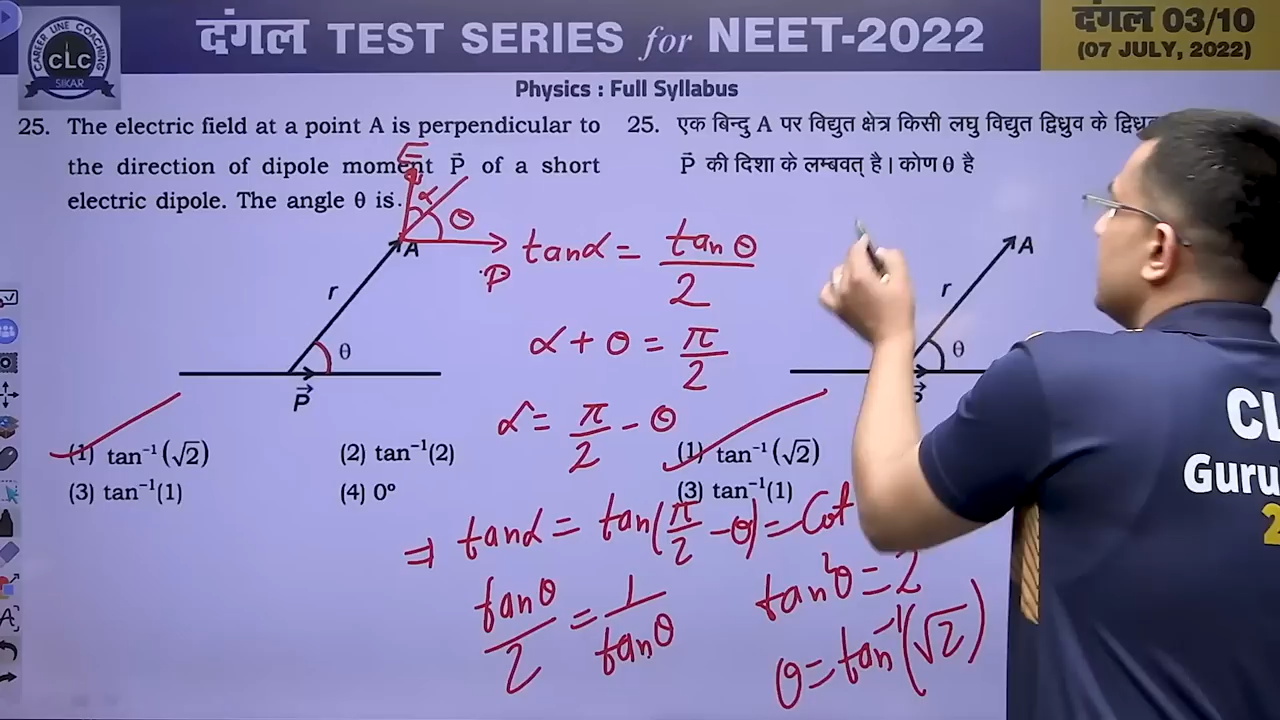 CAREER LINE COACHING
CLC
SIKAR
दंगल TEST SERIES for NEET-2022
दंगल 03/10
(07 JULY, 2022)
Physics : Full Syllabus
25. The electric field at a point A is perpendicular to
the direction of dipole moment P⃗ of a short
electric dipole. The angle θ is.
E
α
θ
A
P
r
θ
P⃗
(1) tan⁻¹(√2) (2) tan⁻¹(2)
(3) tan⁻¹(1) (4) 0°
tanα = tanθ/2
α + θ = π/2
α = π/2 - θ
⇒ tanα = tan(π/2 - θ) = Cot
tanθ/2 = 1/tanθ
tan²θ = 2
θ = tan⁻¹(√2)
25. एक बिन्दु A पर विद्युत क्षेत्र किसी लघु विद्युत द्विध्रुव के
P⃗ की दिशा के लम्बवत् है। कोण θ है
A
r
θ
(1) tan⁻¹(√2)
(3) tan⁻¹(1)
CL
Guru
2